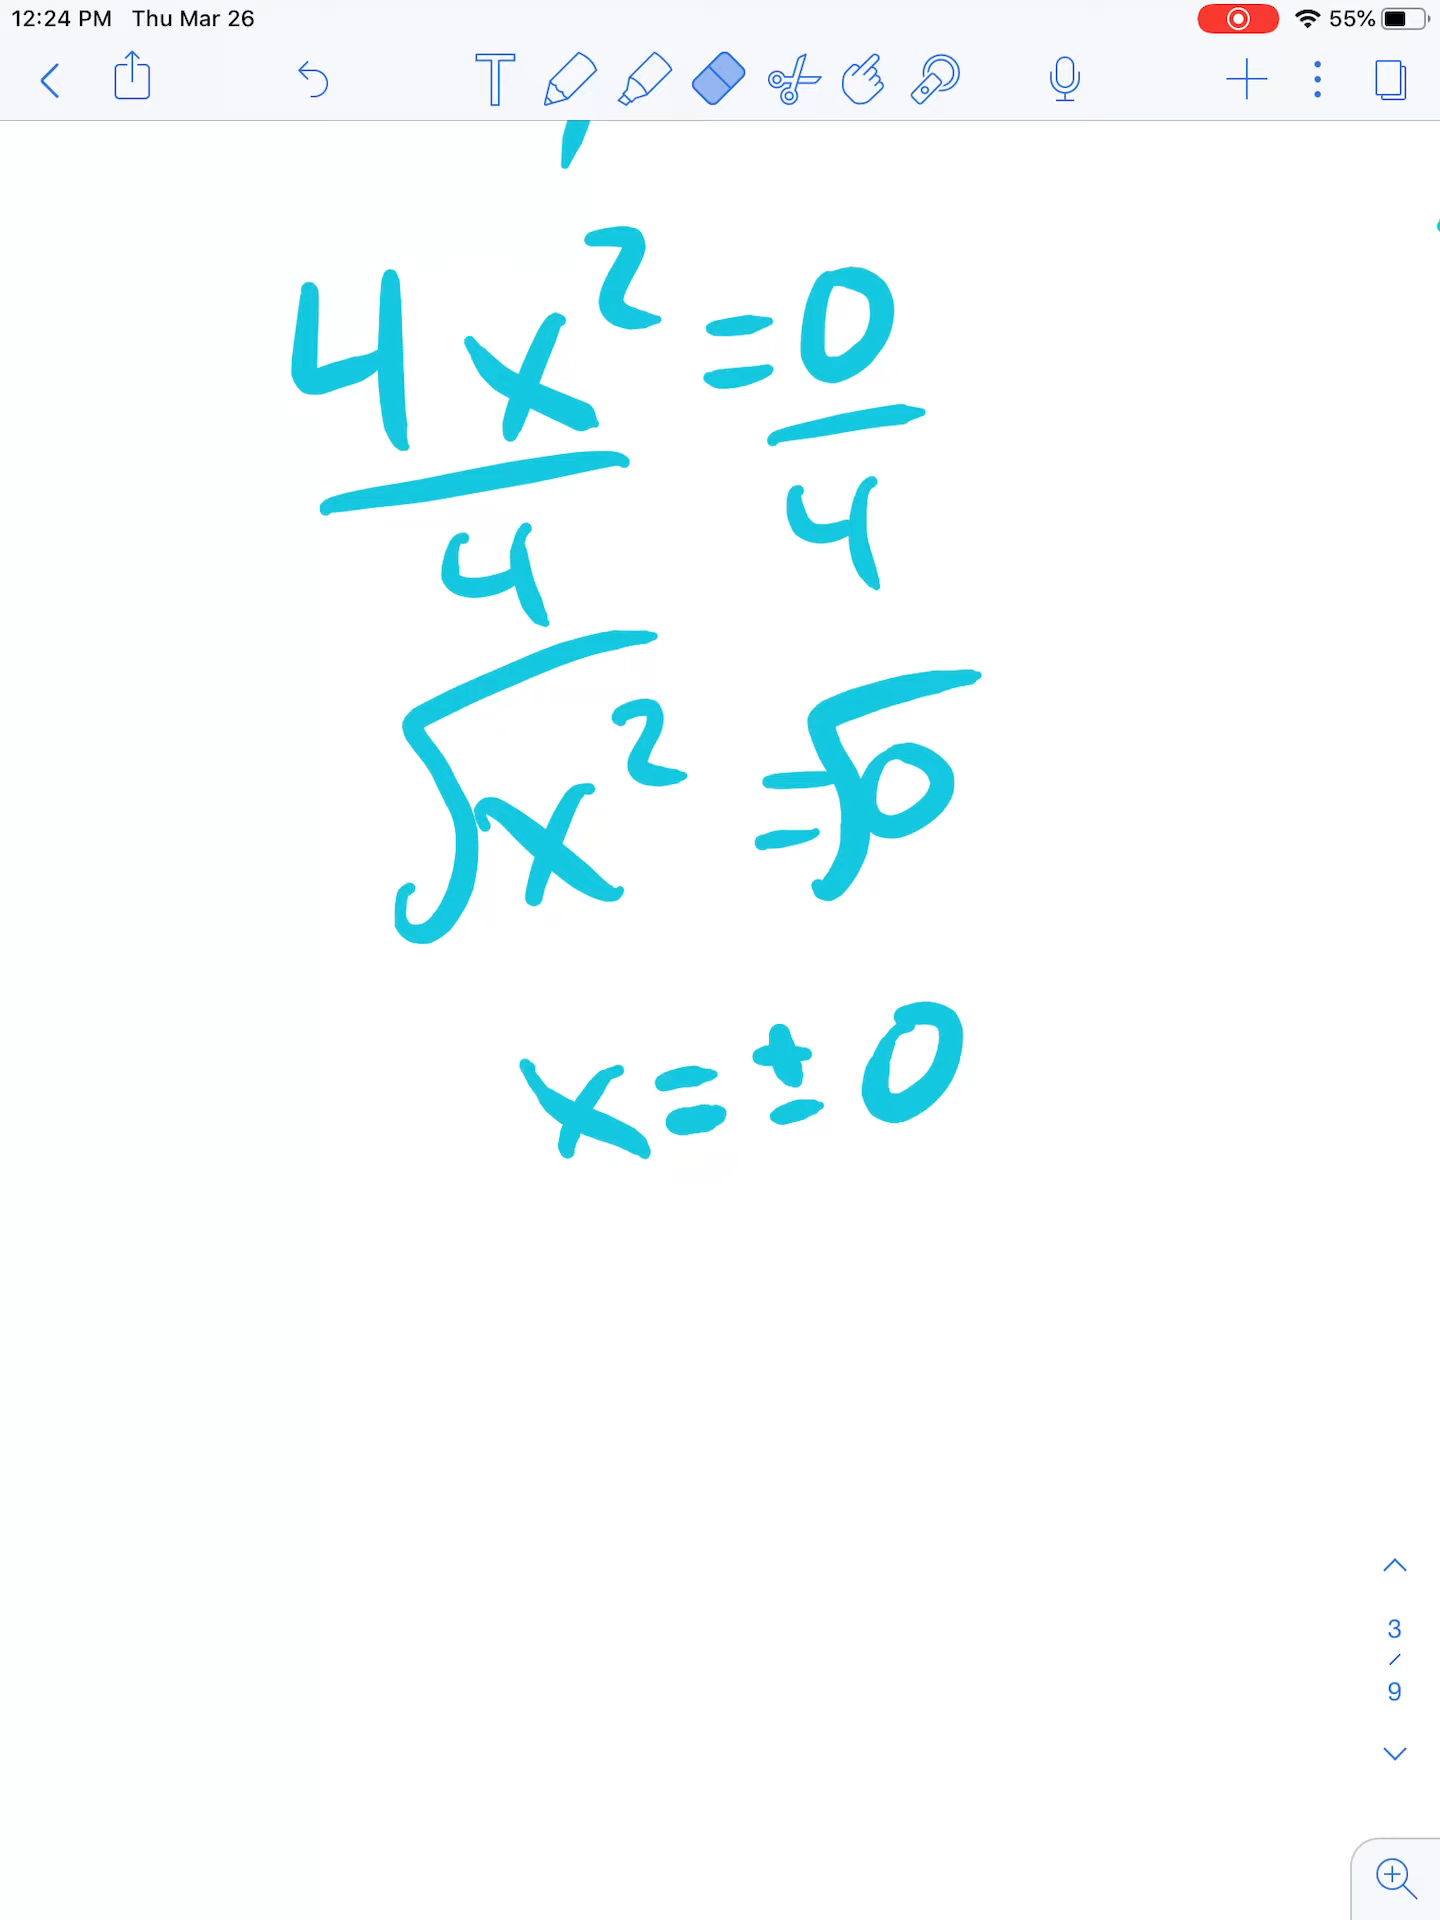 12:24 PM Thu Mar 26 55%
T
4x² = 0
4 4
√x² = √0
x = ± 0
3
/
9